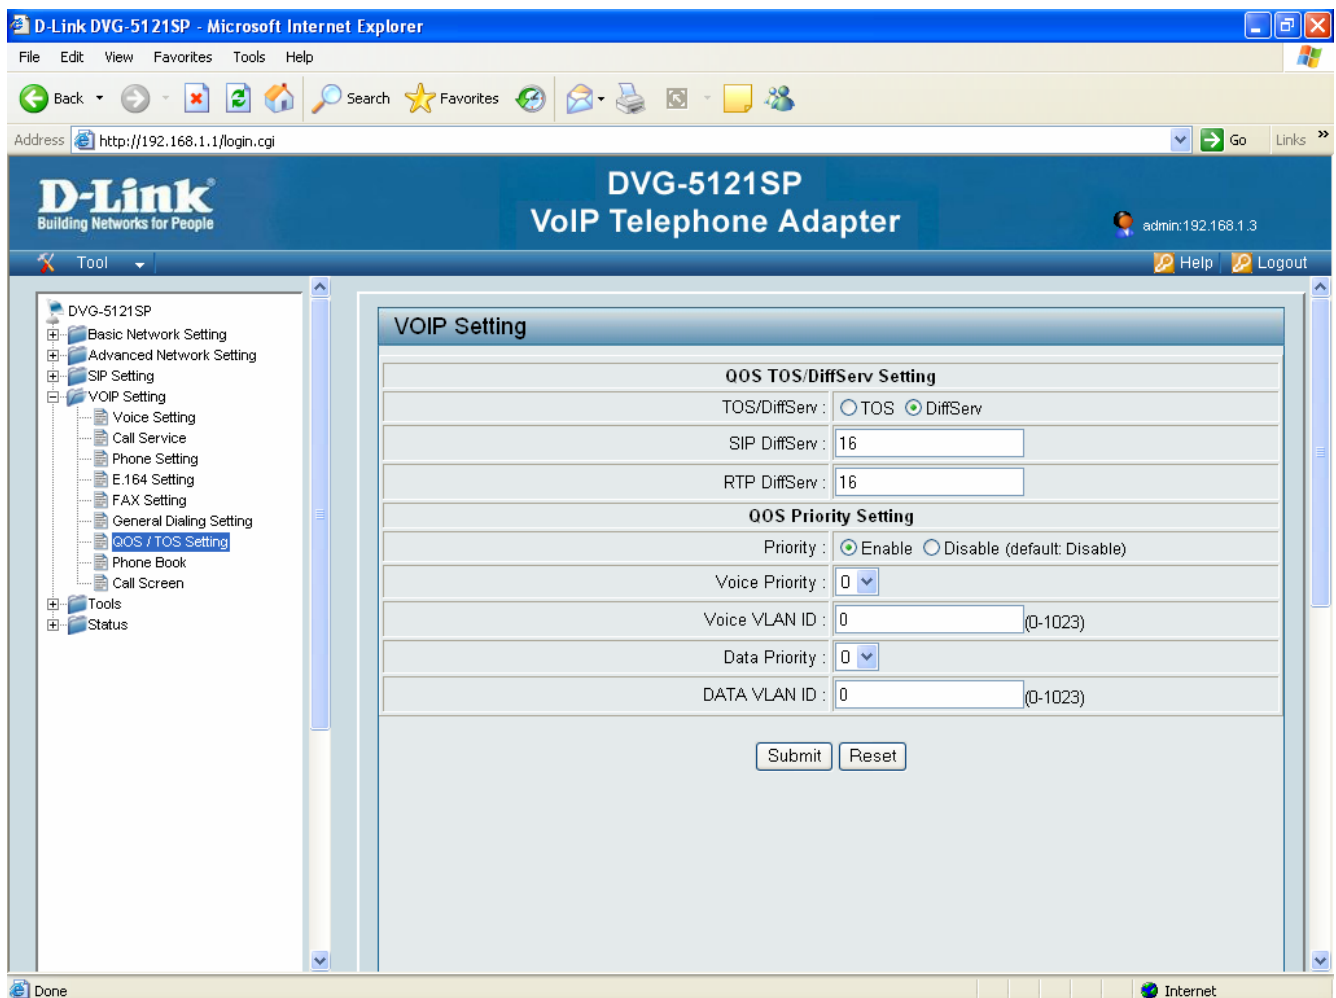 D-Link DVG-5121SP - Microsoft Internet Explorer
File Edit View Favorites Tools Help
Back Search Favorites
Address http://192.168.1.1/login.cgi Go Links »
D-Link®
Building Networks for People
DVG-5121SP
VoIP Telephone Adapter
admin:192.168.1.3
Tool Help Logout
DVG-5121SP
Basic Network Setting
Advanced Network Setting
SIP Setting
VOIP Setting
Voice Setting
Call Service
Phone Setting
E.164 Setting
FAX Setting
General Dialing Setting
QOS / TOS Setting
Phone Book
Call Screen
Tools
Status
VOIP Setting
QOS TOS/DiffServ Setting
TOS/DiffServ : TOS DiffServ
SIP DiffServ : 16
RTP DiffServ : 16
QOS Priority Setting
Priority : Enable Disable (default: Disable)
Voice Priority : 0
Voice VLAN ID : 0 (0-1023)
Data Priority : 0
DATA VLAN ID : 0 (0-1023)
Submit Reset
Done Internet